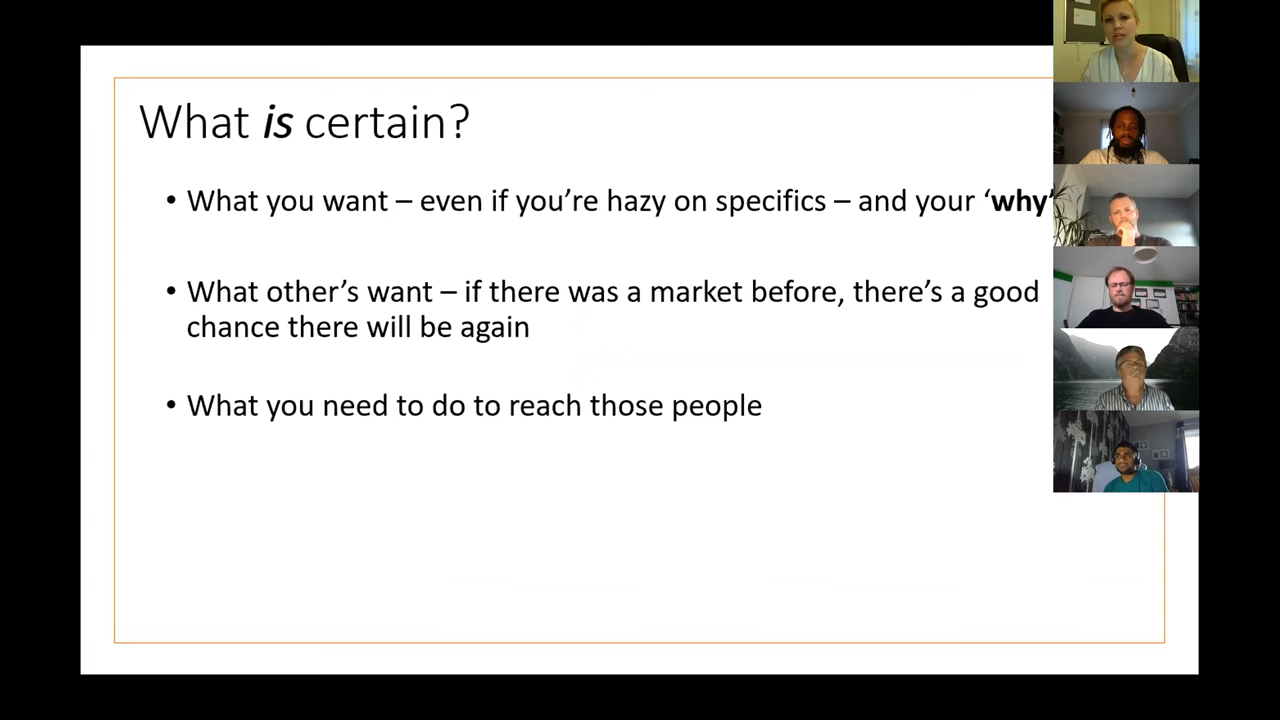 What is certain?
• What you want – even if you’re hazy on specifics – and your ‘why’
• What other’s want – if there was a market before, there’s a good
chance there will be again
• What you need to do to reach those people